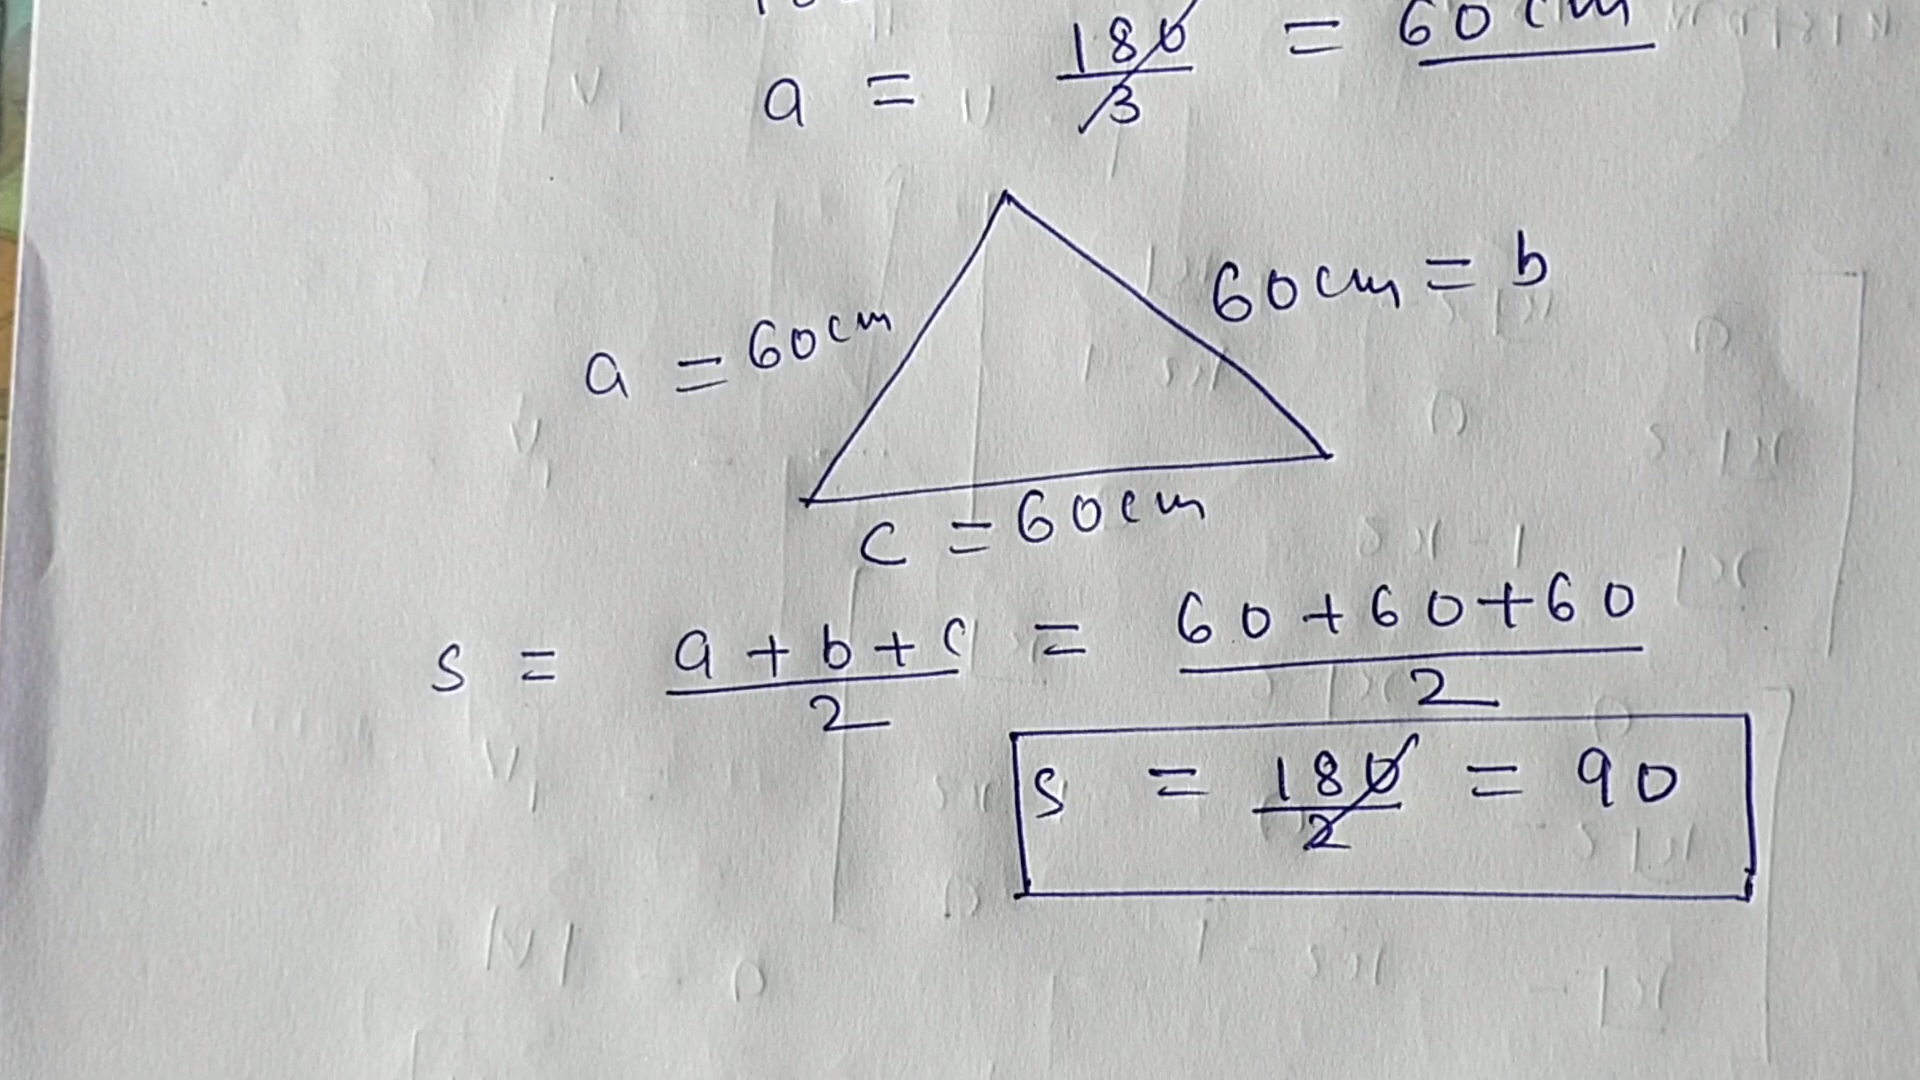 a = 180/3 = 60 cm
a = 60cm
60cm = b
c = 60cm
s = a + b + c / 2 = 60 + 60 + 60 / 2
s = 180/2 = 90